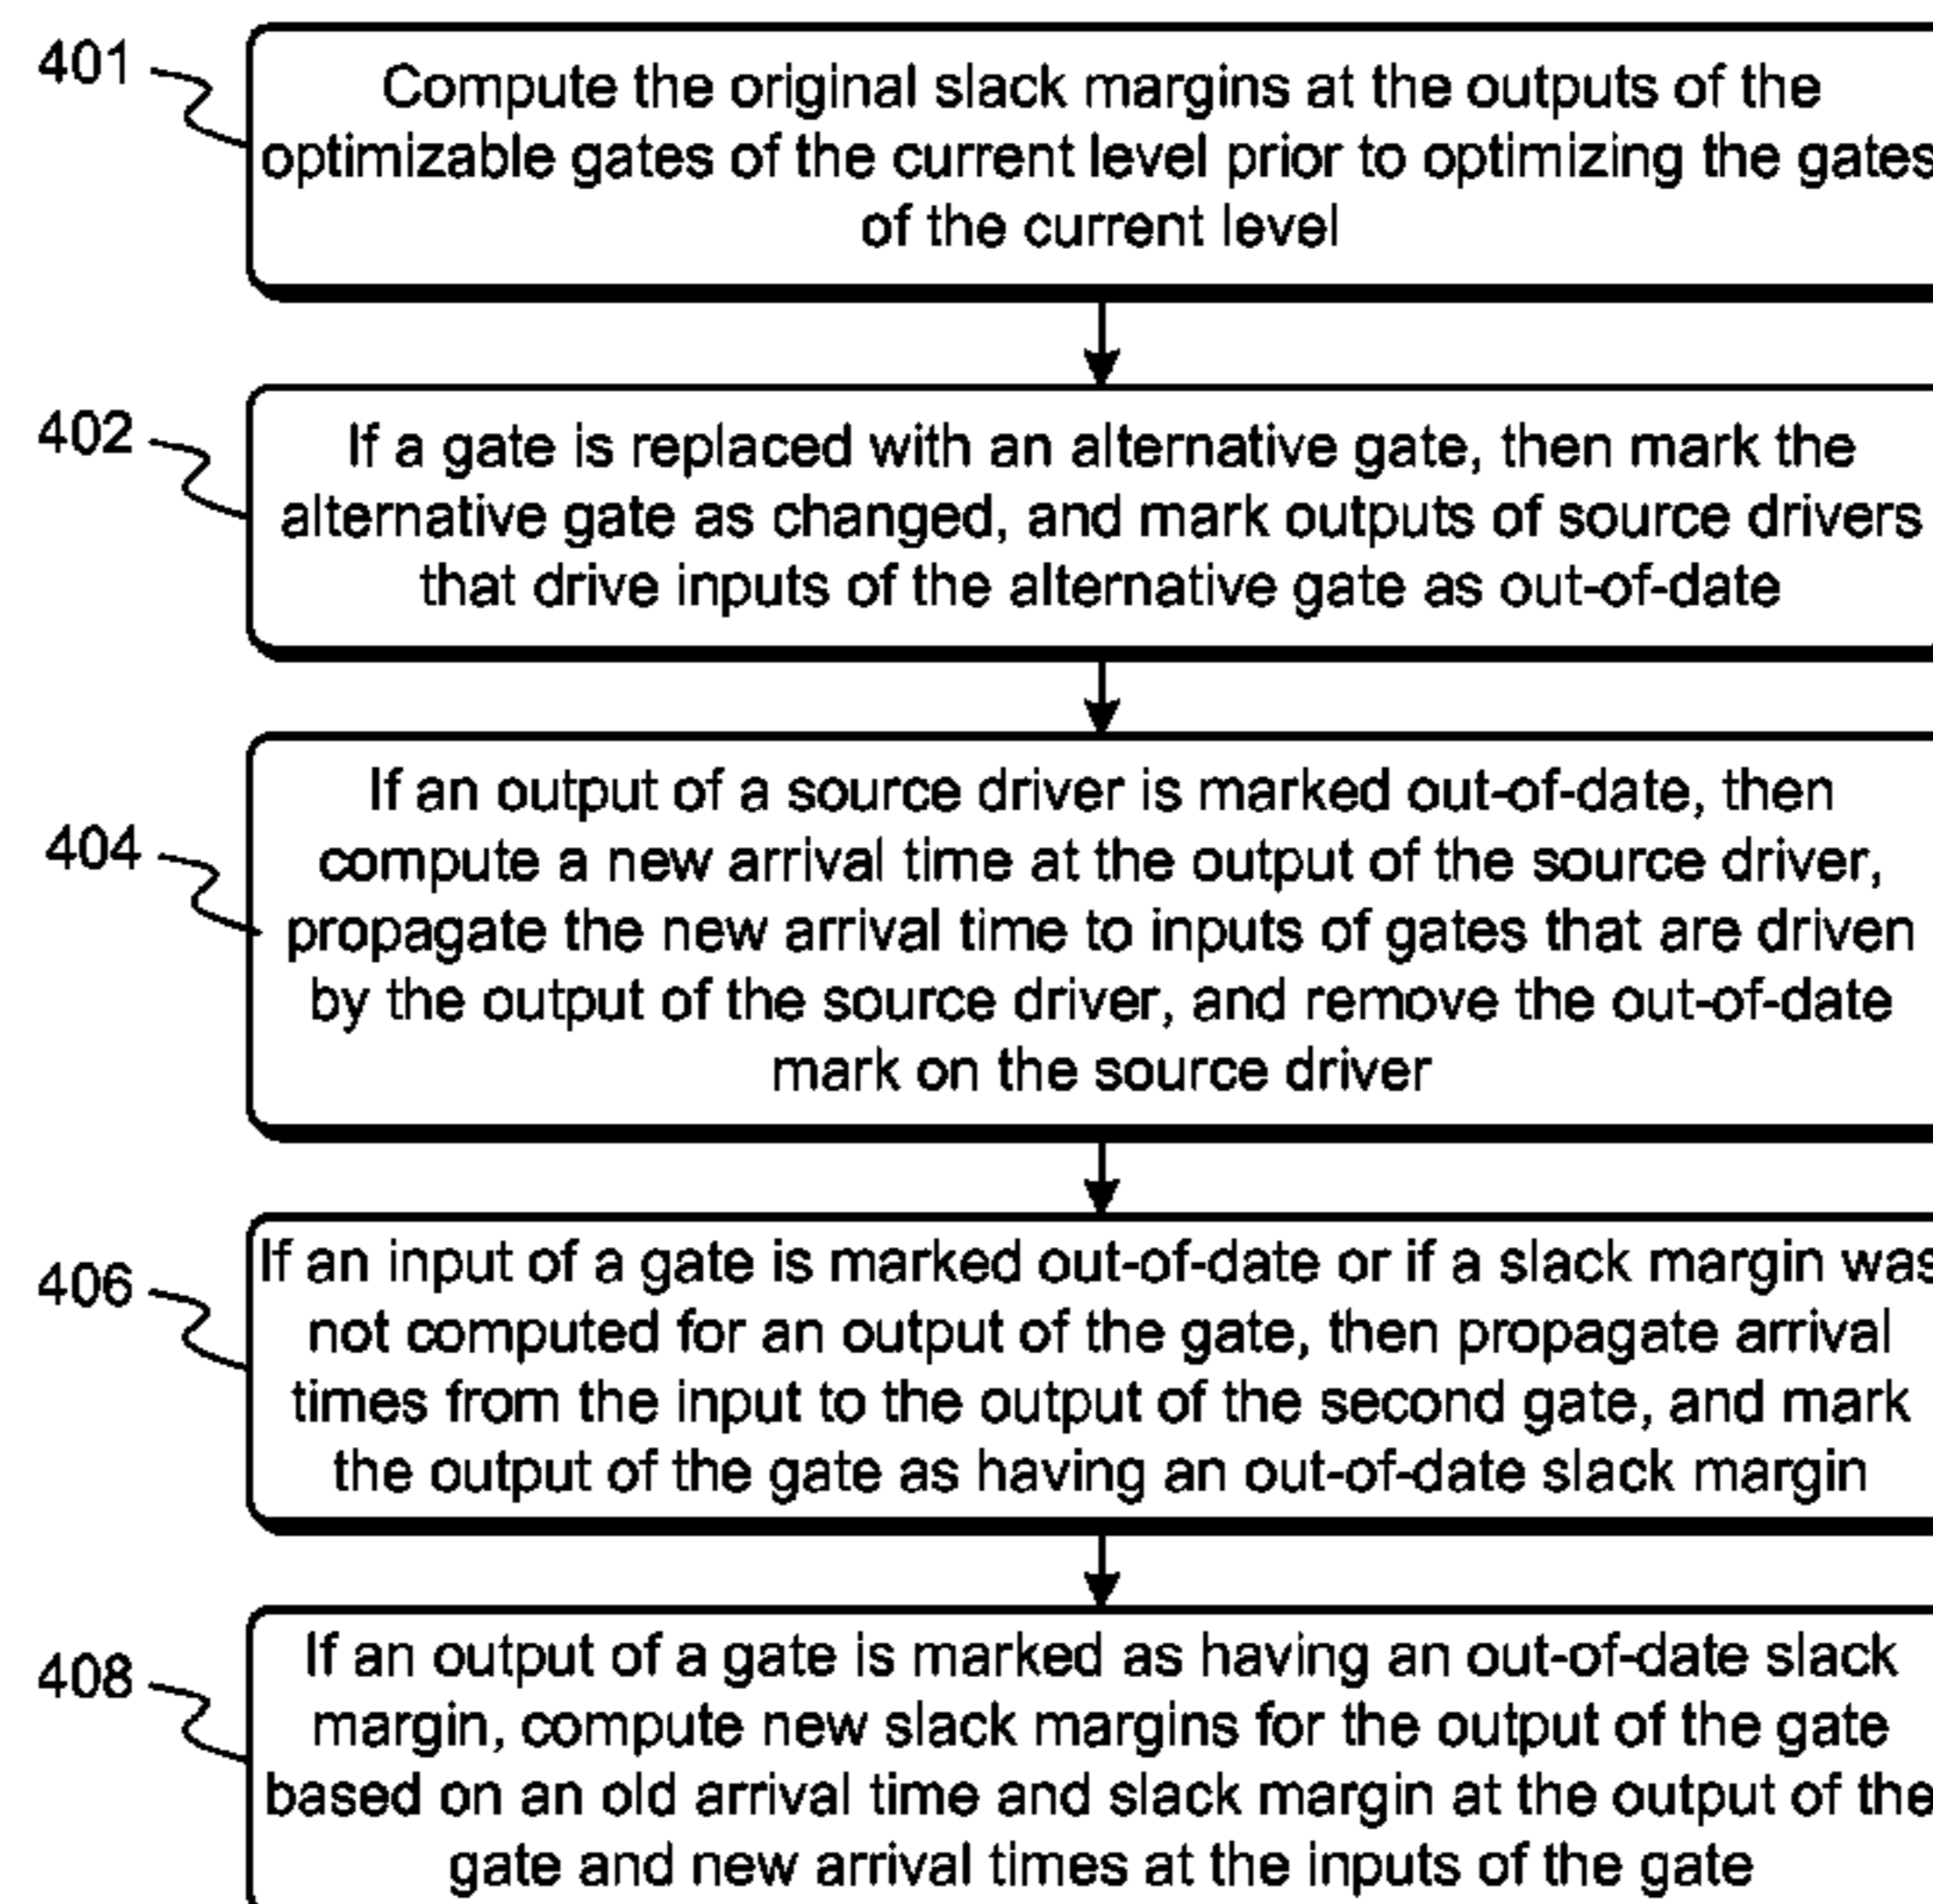 401
Compute the original slack margins at the outputs of the
optimizable gates of the current level prior to optimizing the gates
of the current level
402
If a gate is replaced with an alternative gate, then mark the
alternative gate as changed, and mark outputs of source drivers
that drive inputs of the alternative gate as out-of-date
404
If an output of a source driver is marked out-of-date, then
compute a new arrival time at the output of the source driver,
propagate the new arrival time to inputs of gates that are driven
by the output of the source driver, and remove the out-of-date
mark on the source driver
406
If an input of a gate is marked out-of-date or if a slack margin was
not computed for an output of the gate, then propagate arrival
times from the input to the output of the second gate, and mark
the output of the gate as having an out-of-date slack margin
408
If an output of a gate is marked as having an out-of-date slack
margin, compute new slack margins for the output of the gate
based on an old arrival time and slack margin at the output of the
gate and new arrival times at the inputs of the gate